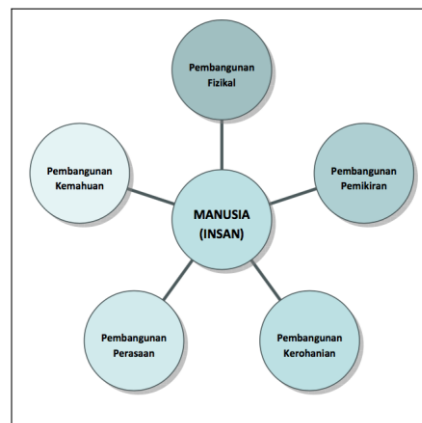 Pembangunan
Fizikal
Pembangunan
Kemahuan
Pembangunan
Pemikiran
MANUSIA
(INSAN)
Pembangunan
Perasaan
Pembangunan
Kerohanian